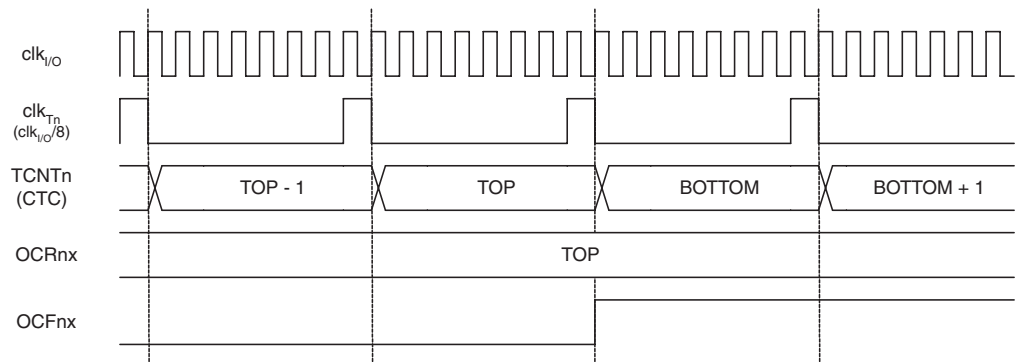 clkI/O
clkTn
(clkI/O/8)
TCNTn
(CTC)
TOP - 1
TOP
BOTTOM
BOTTOM + 1
OCRnx
TOP
OCFnx